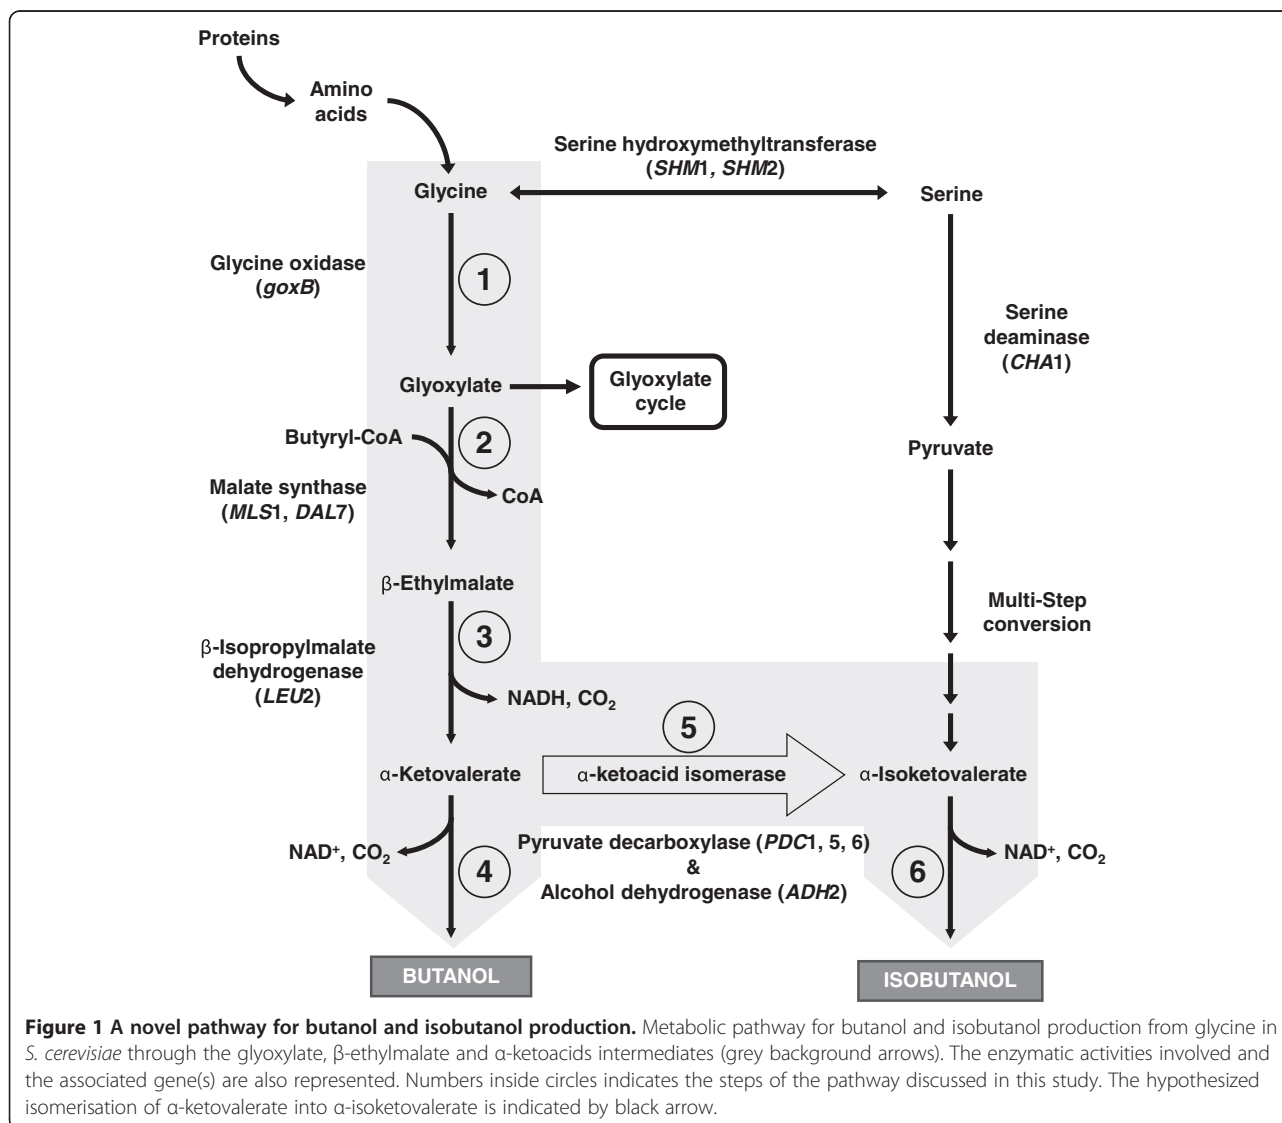 Proteins
Amino
acids
Serine hydroxymethyltransferase
(SHM1, SHM2)
Glycine
Serine
Glycine oxidase
(goxB)
1
Serine
deaminase
(CHA1)
Glyoxylate
Glyoxylate
cycle
Butyryl-CoA
2
Pyruvate
Malate synthase
(MLS1, DAL7)
CoA
β-Ethylmalate
Multi-Step
conversion
3
β-Isopropylmalate
dehydrogenase
(LEU2)
NADH, CO₂
5
α-Ketovalerate
α-ketoacid isomerase
α-Isoketovalerate
NAD⁺, CO₂
4
Pyruvate decarboxylase (PDC1, 5, 6)
&
Alcohol dehydrogenase (ADH2)
6
NAD⁺, CO₂
BUTANOL
ISOBUTANOL
Figure 1 A novel pathway for butanol and isobutanol production. Metabolic pathway for butanol and isobutanol production from glycine in
S. cerevisiae through the glyoxylate, β-ethylmalate and α-ketoacids intermediates (grey background arrows). The enzymatic activities involved and
the associated gene(s) are also represented. Numbers inside circles indicates the steps of the pathway discussed in this study. The hypothesized
isomerisation of α-ketovalerate into α-isoketovalerate is indicated by black arrow.